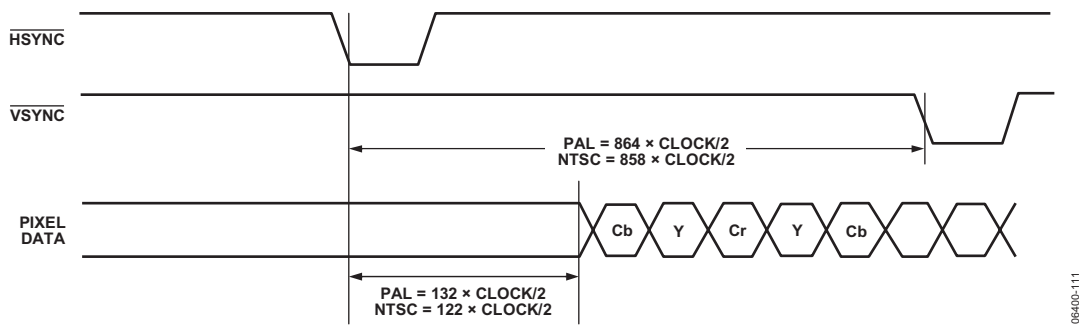 HSYNC
VSYNC
PAL = 864 × CLOCK/2
NTSC = 858 × CLOCK/2
PIXEL
DATA
Cb Y Cr Y Cb
PAL = 132 × CLOCK/2
NTSC = 122 × CLOCK/2
06400-111